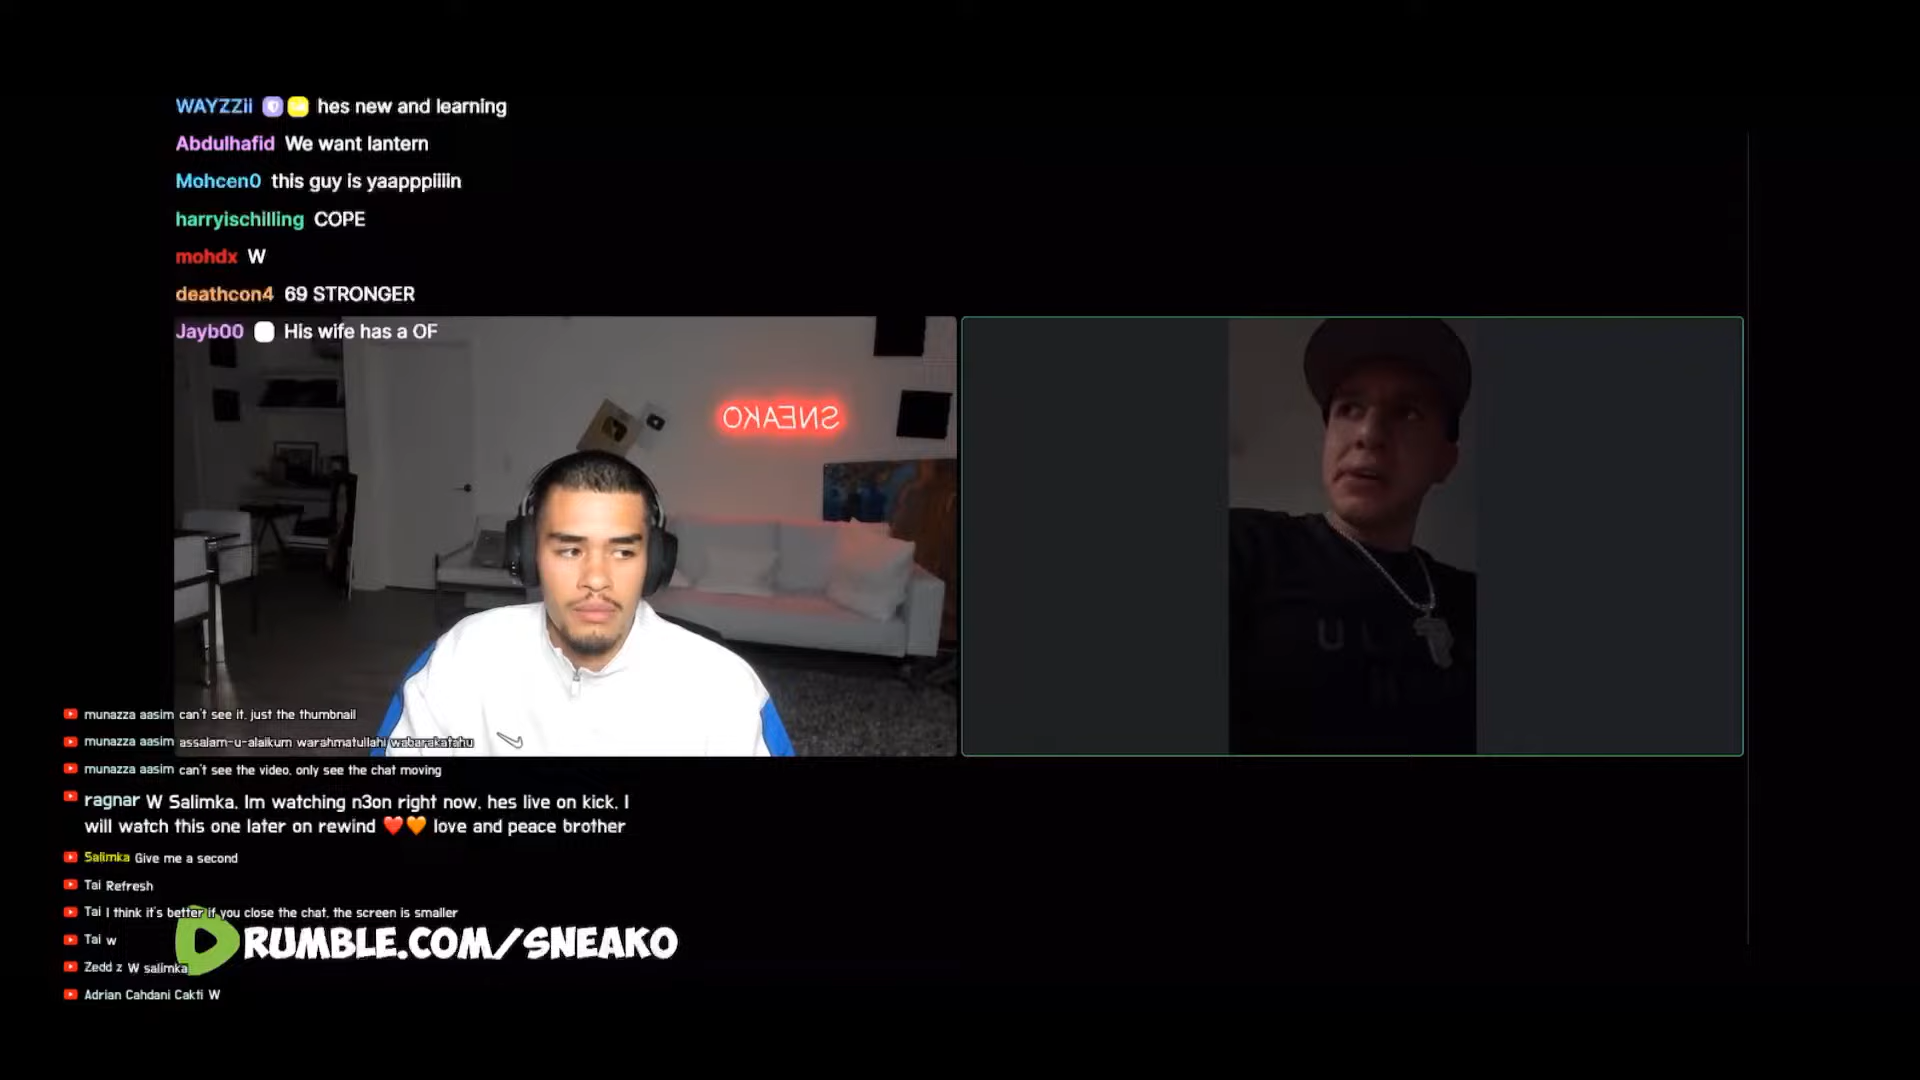 WAYZZii hes new and learning
Abdulhafid We want lantern
Mohcen0 this guy is yaapppiiiin
harryischilling COPE
mohdx W
deathcon4 69 STRONGER
Jayb00 His wife has a OF
SNEAKO
munazza aasim can't see it. just the thumbnail
munazza aasim assalam-u-alaikum warahmatullahi wabarakatahu
munazza aasim can't see the video. only see the chat moving
ragnar W Salimka. Im watching n3on right now. hes live on kick. I
will watch this one later on rewind ❤️🧡 love and peace brother
Salimka Give me a second
Tai Refresh
Tai I think it's better if you close the chat. the screen is smaller
Tai w
RUMBLE.COM/SNEAKO
Zedd z W salimka
Adrian Cahdani Cakti W